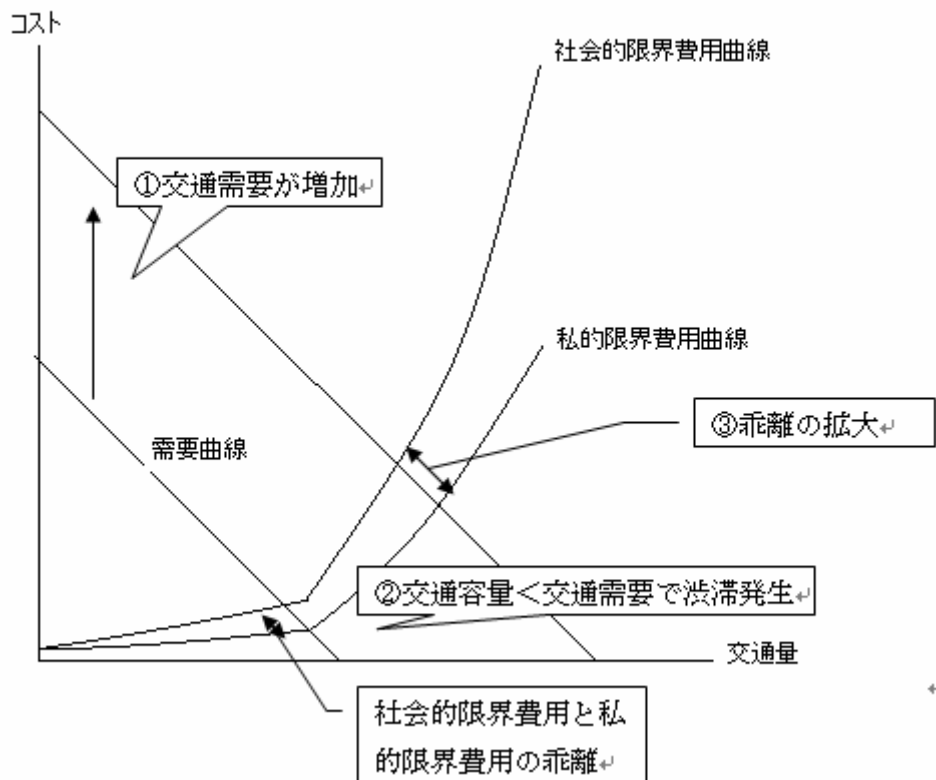 コスト
社会的限界費用曲線
①交通需要が増加↵
私的限界費用曲線
③乖離の拡大↵
需要曲線
②交通容量＜交通需要で渋滞発生↵
交通量
↵
社会的限界費用と私
的限界費用の乖離↵